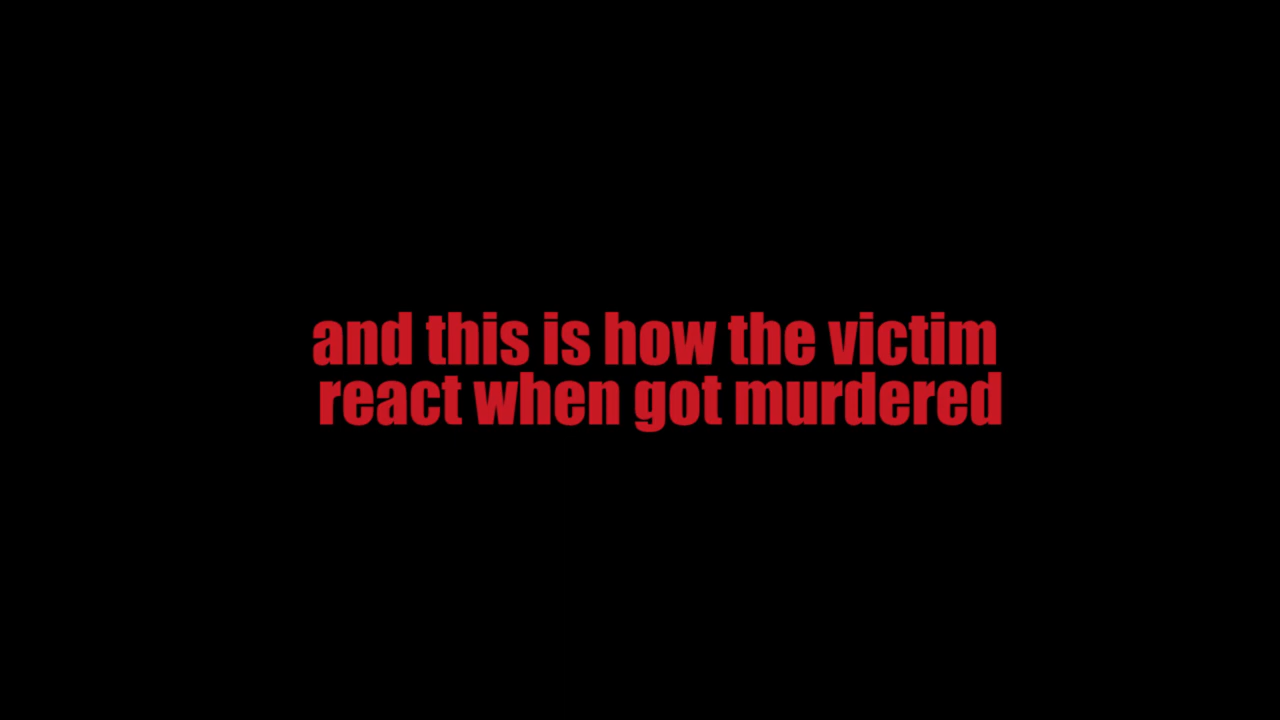 and this is how the victim
react when got murdered